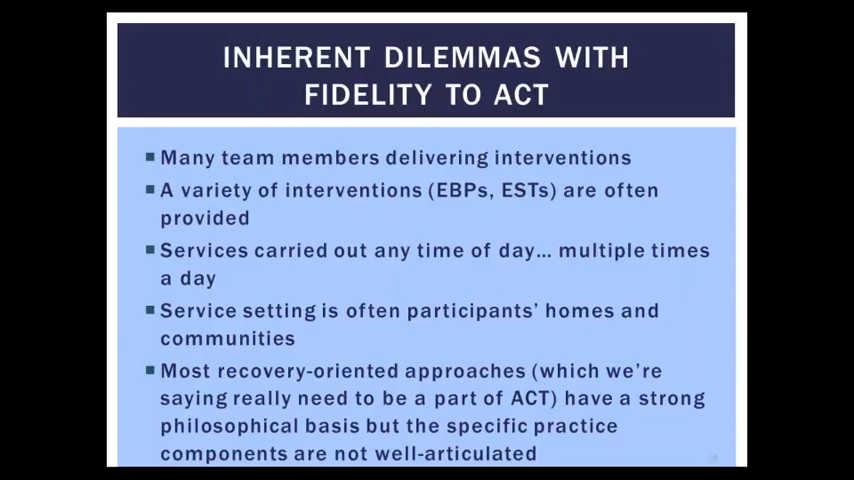 INHERENT DILEMMAS WITH
FIDELITY TO ACT
Many team members delivering interventions
A variety of interventions (EBPs, ESTs) are often
provided
Services carried out any time of day... multiple times
a day
Service setting is often participants' homes and
communities
Most recovery-oriented approaches (which we're
saying really need to be a part of ACT) have a strong
philosophical basis but the specific practice
components are not well-articulated